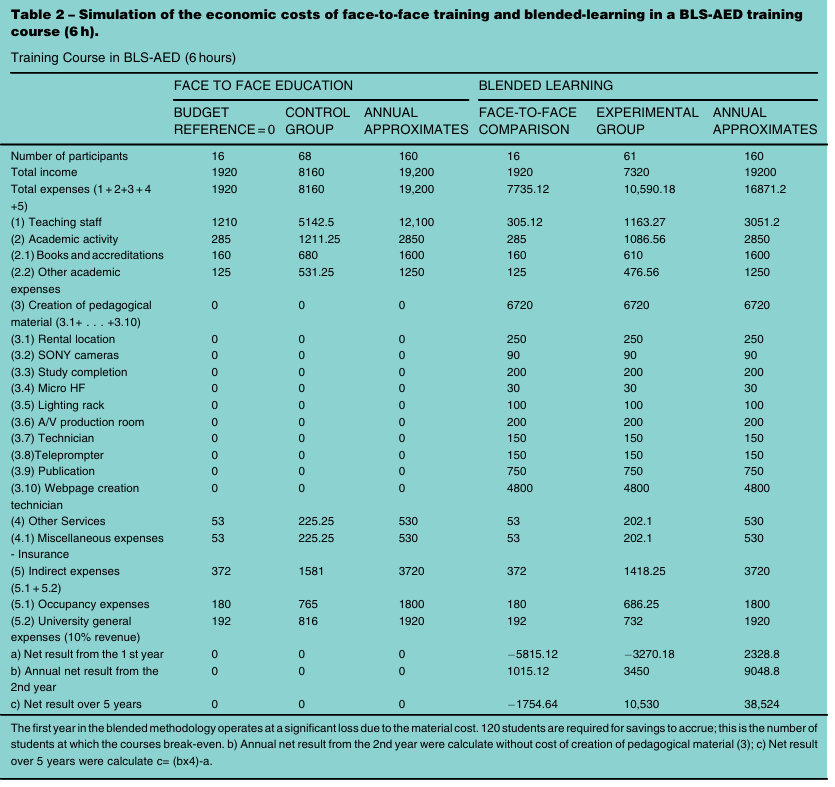 Table 2 – Simulation of the economic costs of face-to-face training and blended-learning in a BLS-AED training
course (6 h).
Training Course in BLS-AED (6 hours)
FACE TO FACE EDUCATION BLENDED LEARNING
BUDGET CONTROL ANNUAL FACE-TO-FACE EXPERIMENTAL ANNUAL
REFERENCE = 0 GROUP APPROXIMATES COMPARISON GROUP APPROXIMATES
Number of participants 16 68 160 16 61 160
Total income 1920 8160 19,200 1920 7320 19200
Total expenses (1 + 2+3 + 4 1920 8160 19,200 7735.12 10,590.18 16871.2
+5)
(1) Teaching staff 1210 5142.5 12,100 305.12 1163.27 3051.2
(2) Academic activity 285 1211.25 2850 285 1086.56 2850
(2.1) Books and accreditations 160 680 1600 160 610 1600
(2.2) Other academic 125 531.25 1250 125 476.56 1250
expenses
(3) Creation of pedagogical 0 0 0 6720 6720 6720
material (3.1+ . . . +3.10)
(3.1) Rental location 0 0 0 250 250 250
(3.2) SONY cameras 0 0 0 90 90 90
(3.3) Study completion 0 0 0 200 200 200
(3.4) Micro HF 0 0 0 30 30 30
(3.5) Lighting rack 0 0 0 100 100 100
(3.6) A/V production room 0 0 0 200 200 200
(3.7) Technician 0 0 0 150 150 150
(3.8)Teleprompter 0 0 0 150 150 150
(3.9) Publication 0 0 0 750 750 750
(3.10) Webpage creation 0 0 0 4800 4800 4800
technician
(4) Other Services 53 225.25 530 53 202.1 530
(4.1) Miscellaneous expenses 53 225.25 530 53 202.1 530
- Insurance
(5) Indirect expenses 372 1581 3720 372 1418.25 3720
(5.1 + 5.2)
(5.1) Occupancy expenses 180 765 1800 180 686.25 1800
(5.2) University general 192 816 1920 192 732 1920
expenses (10% revenue)
a) Net result from the 1 st year 0 0 0 −5815.12 −3270.18 2328.8
b) Annual net result from the 0 0 0 1015.12 3450 9048.8
2nd year
c) Net result over 5 years 0 0 0 −1754.64 10,530 38,524
The first year in the blended methodology operates at a significant loss due to the material cost. 120 students are required for savings to accrue; this is the number of
students at which the courses break-even. b) Annual net result from the 2nd year were calculate without cost of creation of pedagogical material (3); c) Net result
over 5 years were calculate c= (bx4)-a.